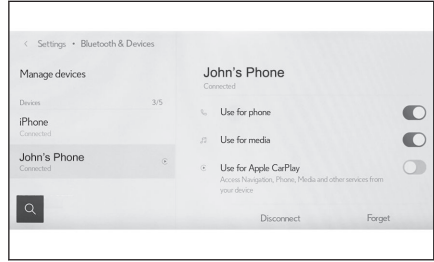 Settings • Bluetooth & Devices
Manage devices
Devices 3/5
iPhone
Connected
John's Phone
Connected
John's Phone
Connected
Use for phone
Use for media
Use for Apple CarPlay
Access Navigation, Phone, Media and other services from
your device
Disconnect Forget